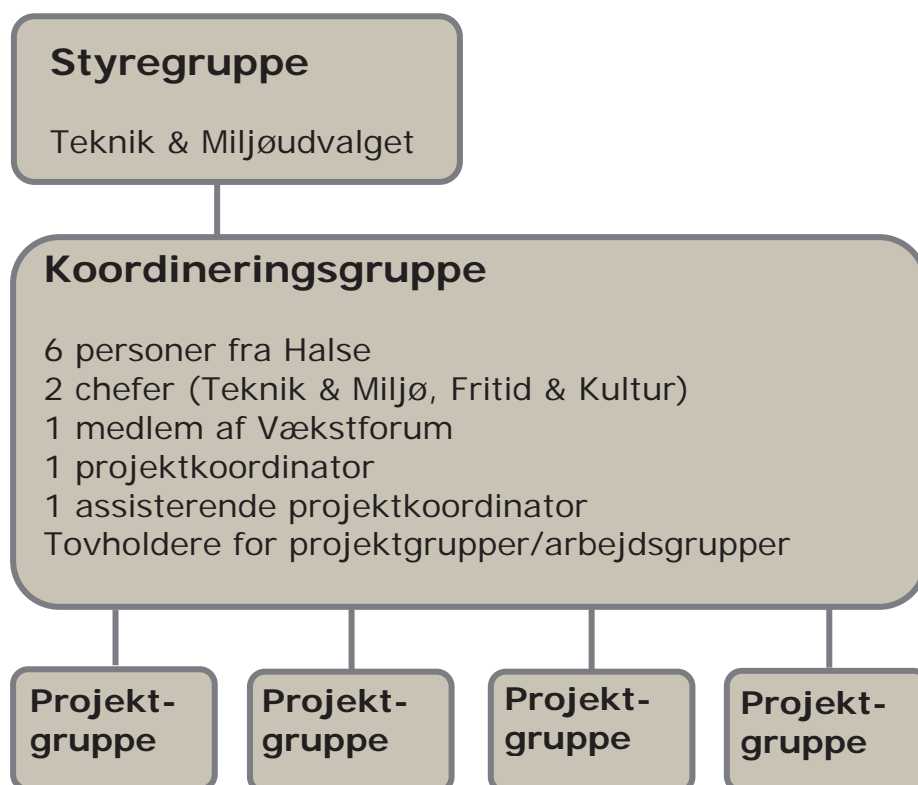 Styregruppe
Teknik & Miljøudvalget
Koordineringsgruppe
6 personer fra Halse
2 chefer (Teknik & Miljø, Fritid & Kultur)
1 medlem af Vækstforum
1 projektkoordinator
1 assisterende projektkoordinator
Tovholdere for projektgrupper/arbejdsgrupper
Projekt-
gruppe
Projekt-
gruppe
Projekt-
gruppe
Projekt-
gruppe